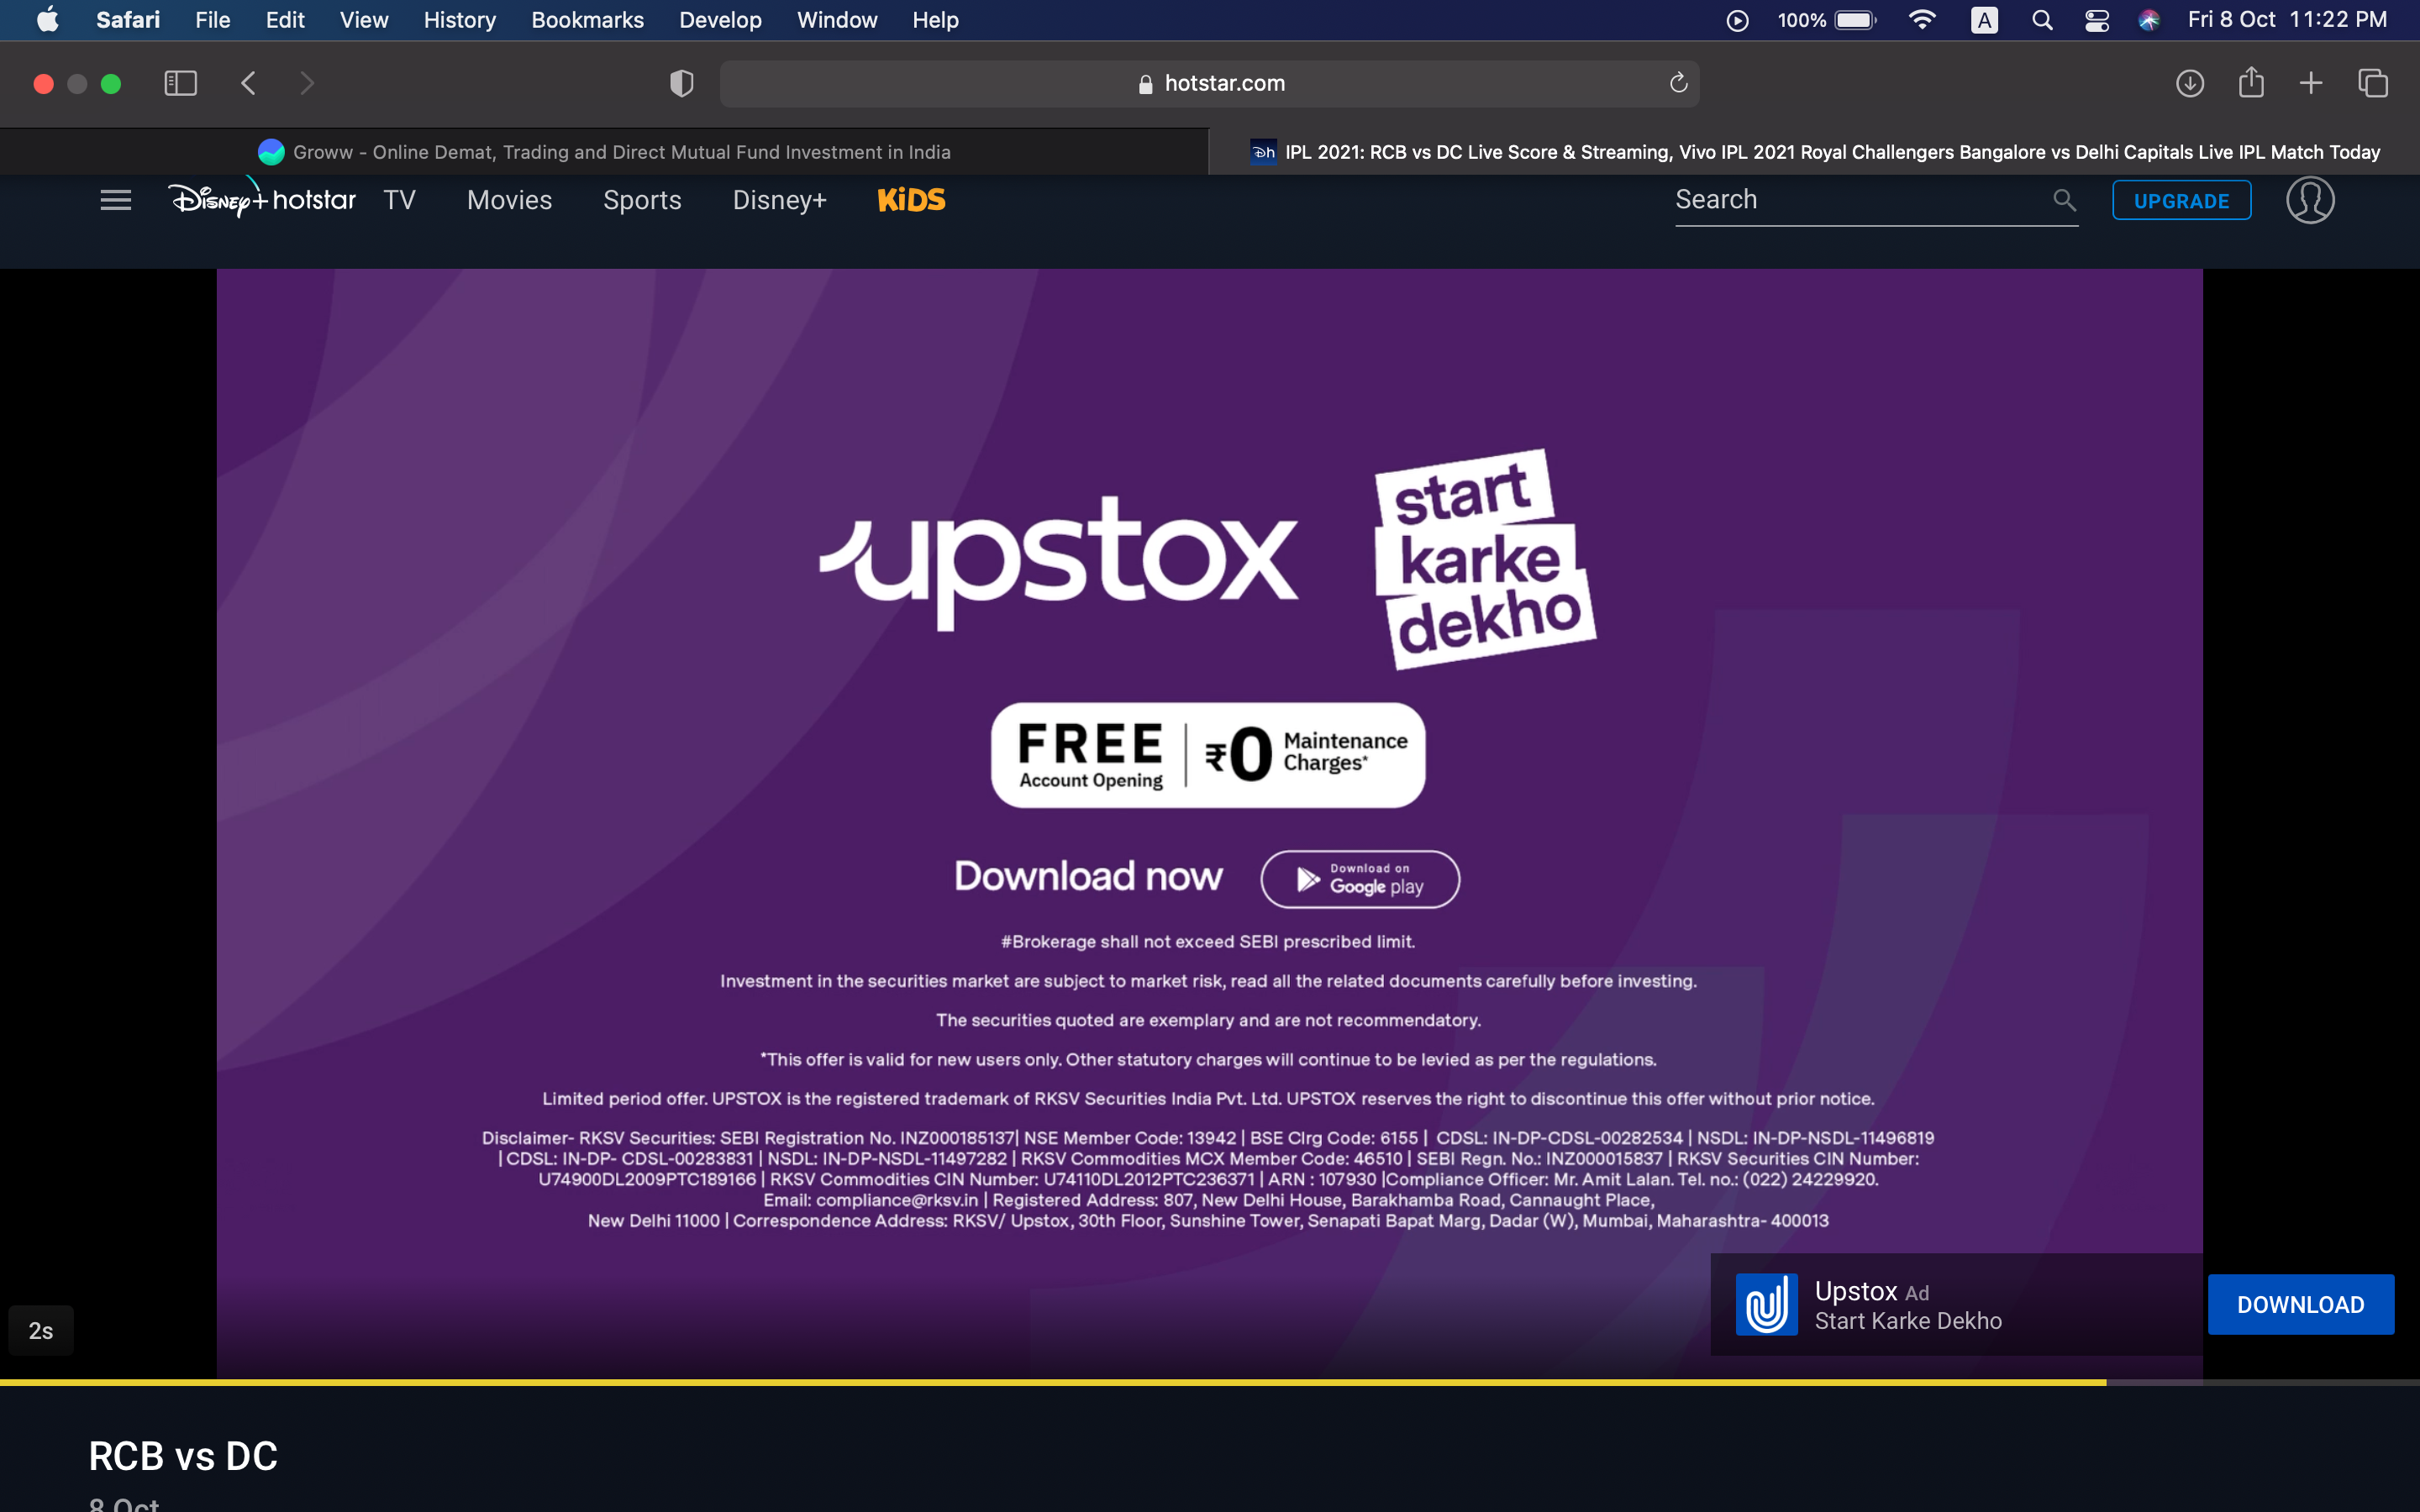 Safari File Edit View History Bookmarks Develop Window Help 100% A Fri 8 Oct 11:22 PM
hotstar.com
Groww - Online Demat, Trading and Direct Mutual Fund Investment in India
Dh IPL 2021: RCB vs DC Live Score & Streaming, Vivo IPL 2021 Royal Challengers Bangalore vs Delhi Capitals Live IPL Match Today
Disney+ hotstar TV Movies Sports Disney+ KiDS Search UPGRADE
upstox
start
karke
dekho
FREE
Account Opening
₹0 Maintenance
Charges*
Download now
Download on
Google play
#Brokerage shall not exceed SEBI prescribed limit.
Investment in the securities market are subject to market risk, read all the related documents carefully before investing.
The securities quoted are exemplary and are not recommendatory.
*This offer is valid for new users only. Other statutory charges will continue to be levied as per the regulations.
Limited period offer. UPSTOX is the registered trademark of RKSV Securities India Pvt. Ltd. UPSTOX reserves the right to discontinue this offer without prior notice.
Disclaimer- RKSV Securities: SEBI Registration No. INZ000185137| NSE Member Code: 13942 | BSE Clrg Code: 6155 | CDSL: IN-DP-CDSL-00282534 | NSDL: IN-DP-NSDL-11496819
| CDSL: IN-DP- CDSL-00283831 | NSDL: IN-DP-NSDL-11497282 | RKSV Commodities MCX Member Code: 46510 | SEBI Regn. No.: INZ000015837 | RKSV Securities CIN Number:
U74900DL2009PTC189166 | RKSV Commodities CIN Number: U74110DL2012PTC236371 | ARN : 107930 |Compliance Officer: Mr. Amit Lalan. Tel. no.: (022) 24229920.
Email: compliance@rksv.in | Registered Address: 807, New Delhi House, Barakhamba Road, Cannaught Place,
New Delhi 11000 | Correspondence Address: RKSV/ Upstox, 30th Floor, Sunshine Tower, Senapati Bapat Marg, Dadar (W), Mumbai, Maharashtra- 400013
Upstox Ad
Start Karke Dekho
DOWNLOAD
2s
RCB vs DC
8 Oct